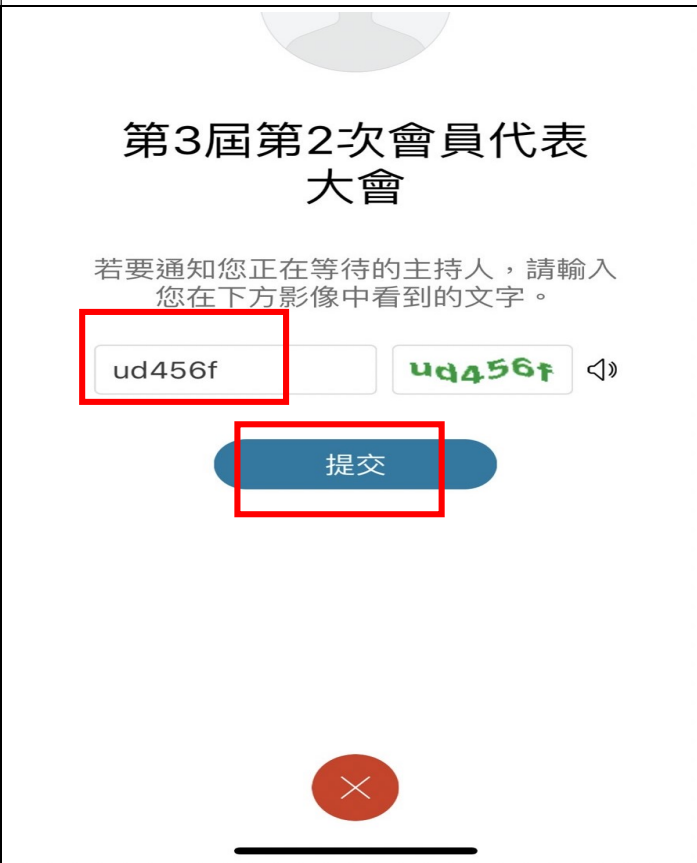 第3屆第2次會員代表
大會
若要通知您正在等待的主持人，請輸入
您在下方影像中看到的文字。
ud456f ud456f
提交